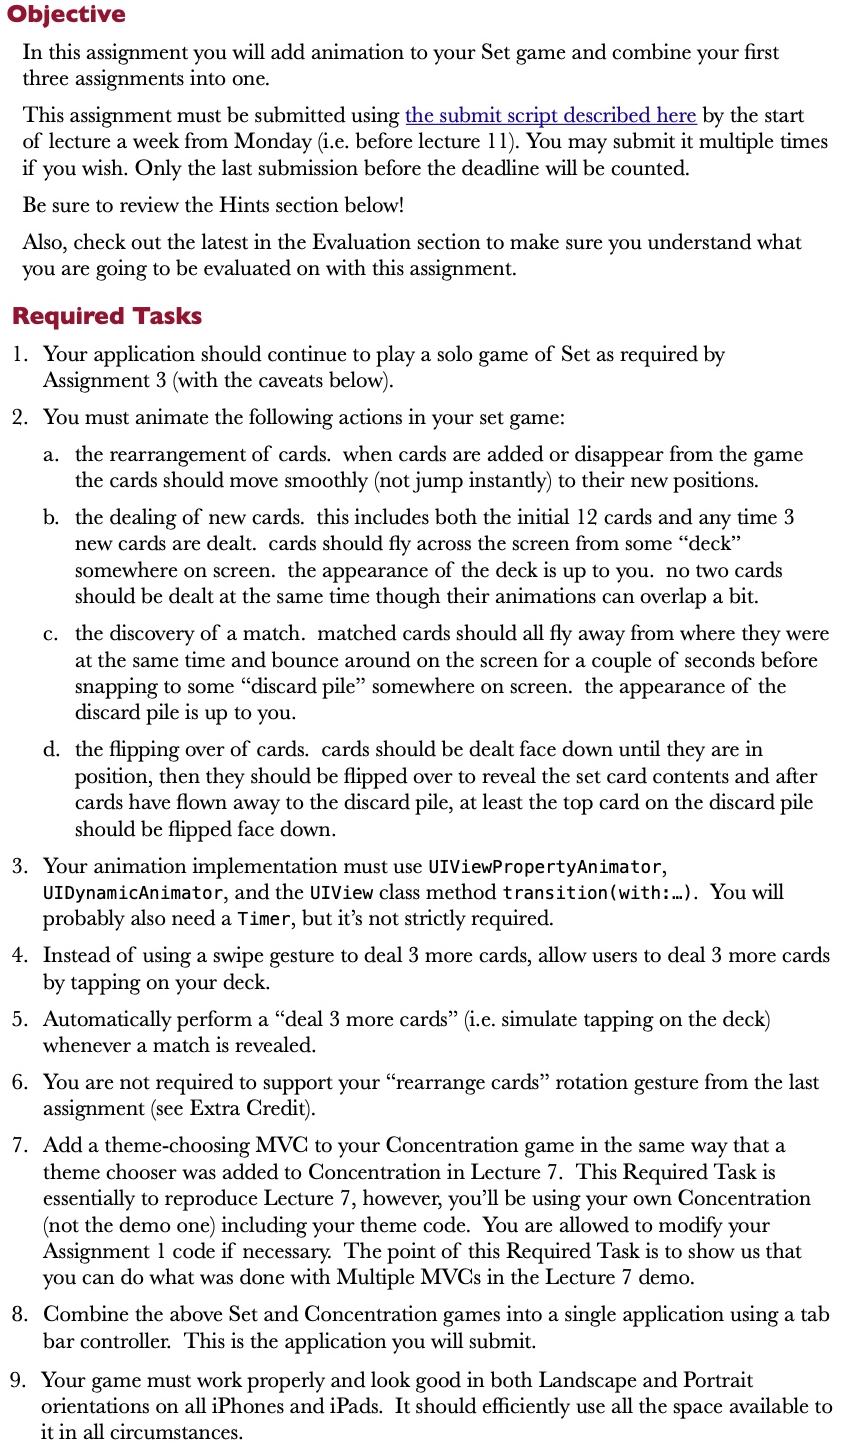 Objective
In this assignment you will add animation to your Set game and combine your first
three assignments into one.
This assignment must be submitted using the submit script described here by the start
of lecture a week from Monday (i.e. before lecture 11). You may submit it multiple times
if you wish. Only the last submission before the deadline will be counted.
Be sure to review the Hints section below!
Also, check out the latest in the Evaluation section to make sure you understand what
you are going to be evaluated on with this assignment.
Required Tasks
1. Your application should continue to play a solo game of Set as required by
Assignment 3 (with the caveats below).
2. You must animate the following actions in your set game:
a. the rearrangement of cards. when cards are added or disappear from the game
the cards should move smoothly (not jump instantly) to their new positions.
b. the dealing of new cards. this includes both the initial 12 cards and any time 3
new cards are dealt. cards should fly across the screen from some “deck”
somewhere on screen. the appearance of the deck is up to you. no two cards
should be dealt at the same time though their animations can overlap a bit.
c. the discovery of a match. matched cards should all fly away from where they were
at the same time and bounce around on the screen for a couple of seconds before
snapping to some “discard pile” somewhere on screen. the appearance of the
discard pile is up to you.
d. the flipping over of cards. cards should be dealt face down until they are in
position, then they should be flipped over to reveal the set card contents and after
cards have flown away to the discard pile, at least the top card on the discard pile
should be flipped face down.
3. Your animation implementation must use UIViewPropertyAnimator,
UIDynamicAnimator, and the UIView class method transition(with:…). You will
probably also need a Timer, but it’s not strictly required.
4. Instead of using a swipe gesture to deal 3 more cards, allow users to deal 3 more cards
by tapping on your deck.
5. Automatically perform a “deal 3 more cards” (i.e. simulate tapping on the deck)
whenever a match is revealed.
6. You are not required to support your “rearrange cards” rotation gesture from the last
assignment (see Extra Credit).
7. Add a theme-choosing MVC to your Concentration game in the same way that a
theme chooser was added to Concentration in Lecture 7. This Required Task is
essentially to reproduce Lecture 7, however, you’ll be using your own Concentration
(not the demo one) including your theme code. You are allowed to modify your
Assignment 1 code if necessary. The point of this Required Task is to show us that
you can do what was done with Multiple MVCs in the Lecture 7 demo.
8. Combine the above Set and Concentration games into a single application using a tab
bar controller. This is the application you will submit.
9. Your game must work properly and look good in both Landscape and Portrait
orientations on all iPhones and iPads. It should efficiently use all the space available to
it in all circumstances.